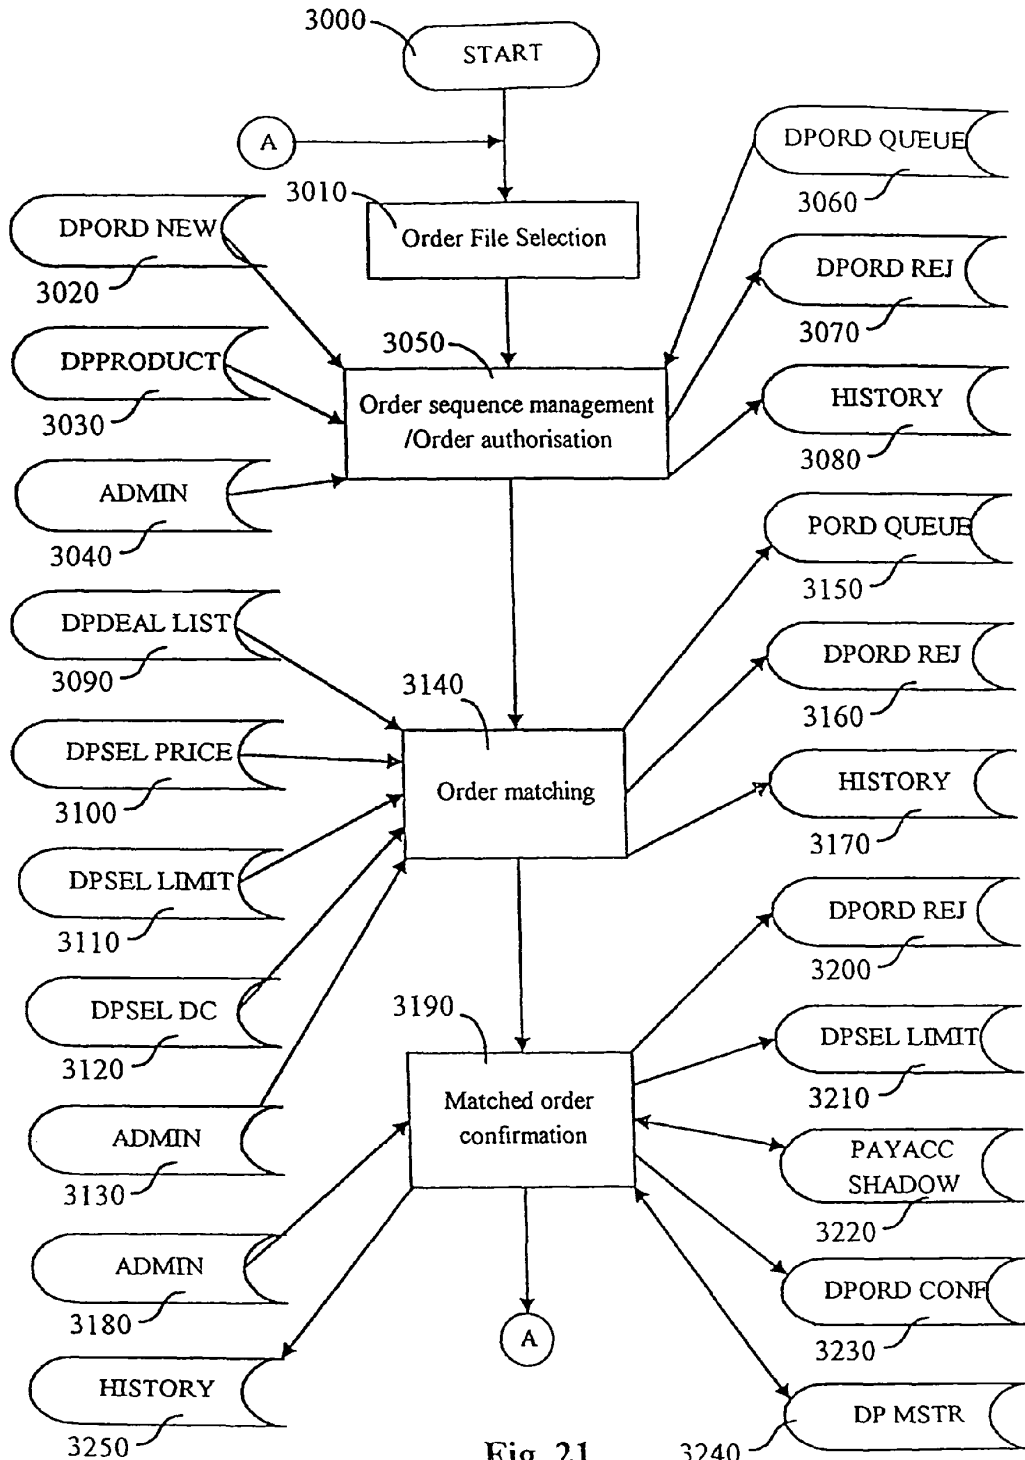 3000
START
A
DPORD QUEUE
3060
3010
Order File Selection
DPORD NEW
3020
DPORD REJ
3070
3050
DPPRODUCT
3030
Order sequence management
/Order authorisation
HISTORY
3080
ADMIN
3040
PORD QUEUE
3150
DPDEAL LIST
3090
DPORD REJ
3160
3140
DPSEL PRICE
3100
Order matching
HISTORY
3170
DPSEL LIMIT
3110
DPORD REJ
3200
DPSEL DC
3120
3190
DPSEL LIMIT
3210
Matched order
confirmation
ADMIN
3130
PAYACC
SHADOW
3220
ADMIN
3180
DPORD CONF
3230
A
HISTORY
3250
DP MSTR
3240
Fig. 21